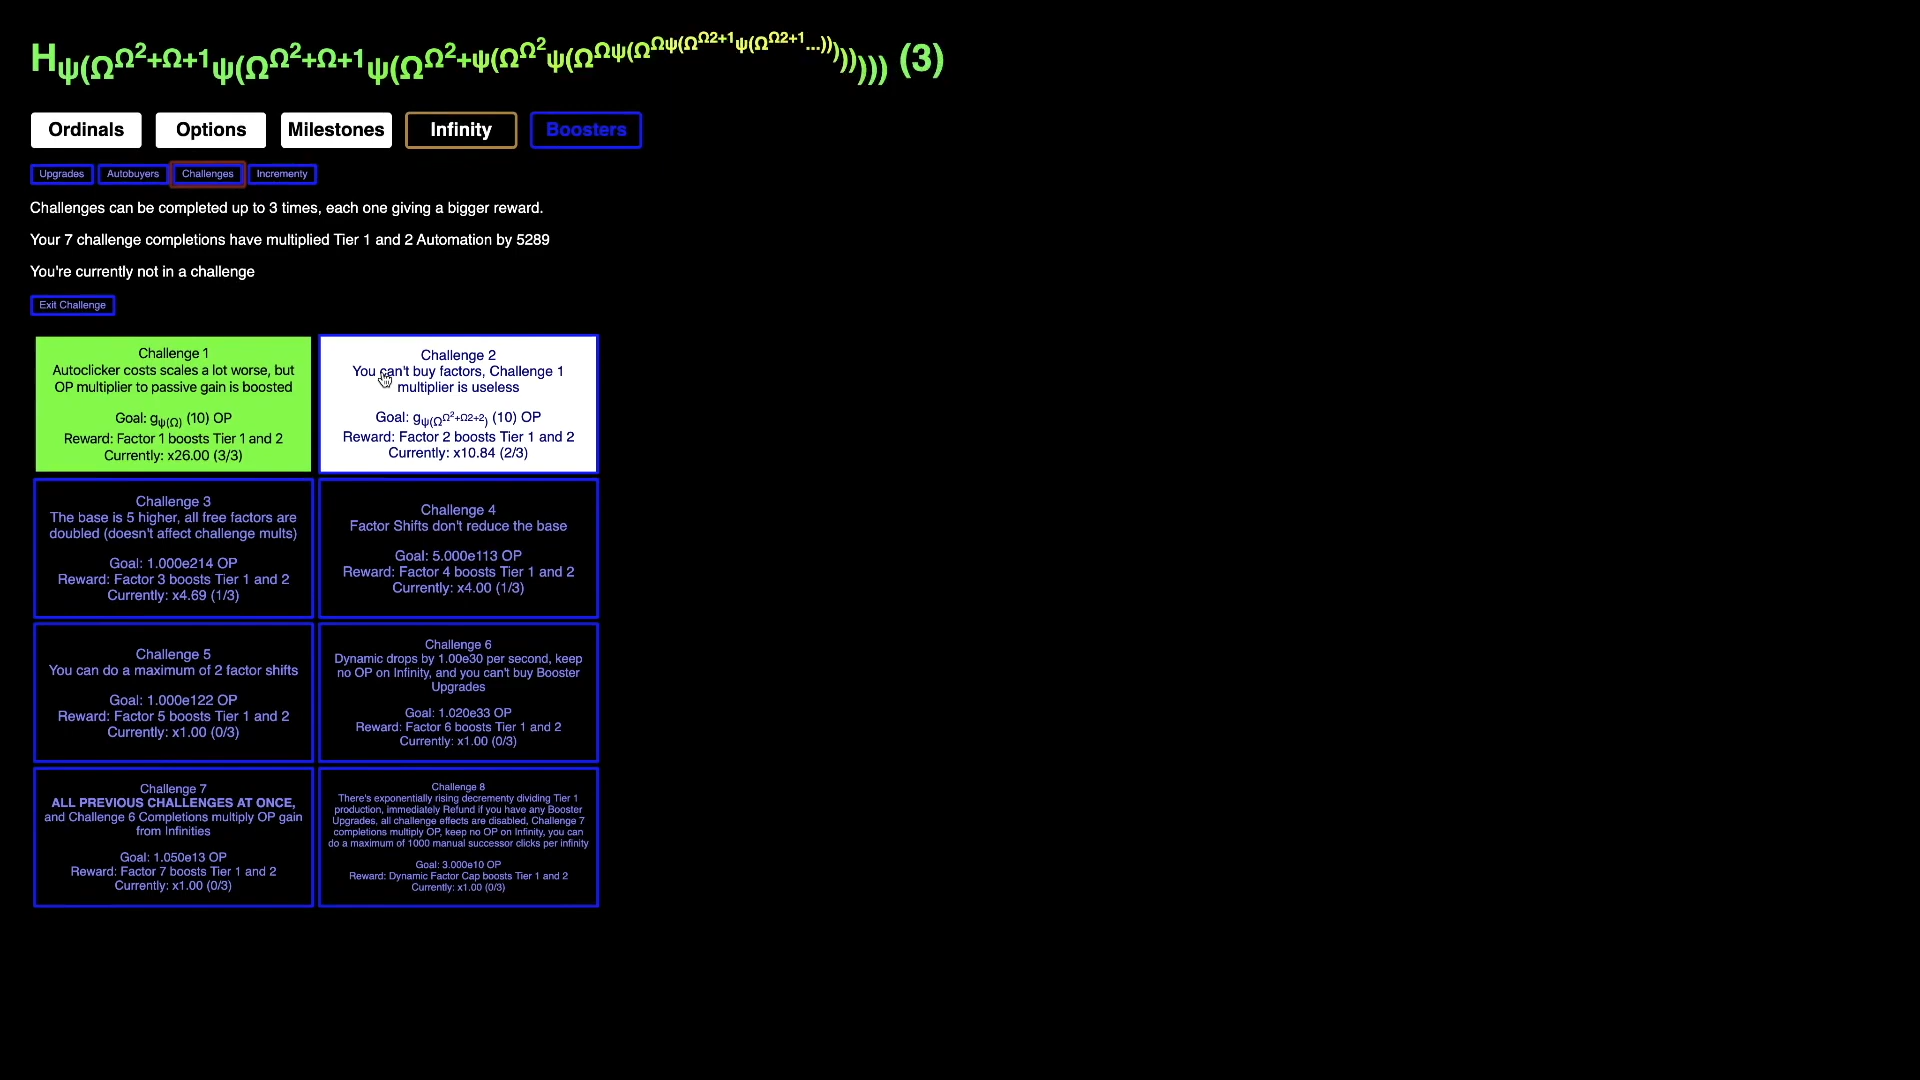 Hψ(Ω^Ω^2+Ω+1ψ(Ω^Ω^2+Ω+1ψ(Ω^Ω^2+ψ(Ω^Ω^2ψ(Ω^Ωψ(Ω^Ωψ(Ω^Ω2+1ψ(Ω^Ω2+1...)))))))) (3)
Ordinals Options Milestones Infinity Boosters
Upgrades Autobuyers Challenges Incrementy
Challenges can be completed up to 3 times, each one giving a bigger reward.
Your 7 challenge completions have multiplied Tier 1 and 2 Automation by 5289
You're currently not in a challenge
Exit Challenge
Challenge 1
Autoclicker costs scales a lot worse, but
OP multiplier to passive gain is boosted
Goal: gψ(Ω) (10) OP
Reward: Factor 1 boosts Tier 1 and 2
Currently: x26.00 (3/3)
Challenge 2
You can't buy factors, Challenge 1
multiplier is useless
Goal: gψ(Ω^Ω^2+Ω2+2) (10) OP
Reward: Factor 2 boosts Tier 1 and 2
Currently: x10.84 (2/3)
Challenge 3
The base is 5 higher, all free factors are
doubled (doesn't affect challenge mults)
Goal: 1.000e214 OP
Reward: Factor 3 boosts Tier 1 and 2
Currently: x4.69 (1/3)
Challenge 4
Factor Shifts don't reduce the base
Goal: 5.000e113 OP
Reward: Factor 4 boosts Tier 1 and 2
Currently: x4.00 (1/3)
Challenge 5
You can do a maximum of 2 factor shifts
Goal: 1.000e122 OP
Reward: Factor 5 boosts Tier 1 and 2
Currently: x1.00 (0/3)
Challenge 6
Dynamic drops by 1.00e30 per second, keep
no OP on Infinity, and you can't buy Booster
Upgrades
Goal: 1.020e33 OP
Reward: Factor 6 boosts Tier 1 and 2
Currently: x1.00 (0/3)
Challenge 7
ALL PREVIOUS CHALLENGES AT ONCE,
and Challenge 6 Completions multiply OP gain
from Infinities
Goal: 1.050e13 OP
Reward: Factor 7 boosts Tier 1 and 2
Currently: x1.00 (0/3)
Challenge 8
There's exponentially rising decrementy dividing Tier 1
production, immediately Refund if you have any Booster
Upgrades, all challenge effects are disabled, Challenge 7
completions multiply OP, keep no OP on Infinity, you can
do a maximum of 1000 manual successor clicks per infinity
Goal: 3.000e10 OP
Reward: Dynamic Factor Cap boosts Tier 1 and 2
Currently: x1.00 (0/3)